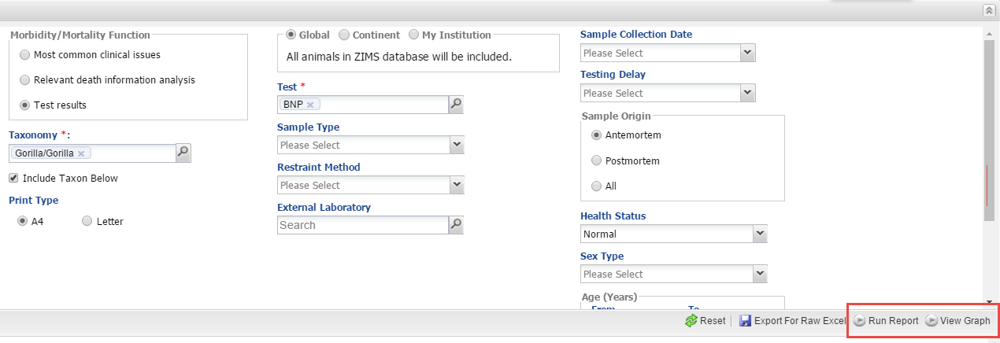 Morbidity/Mortality Function
Most common clinical issues
Relevant death information analysis
Test results
Taxonomy *:
Gorilla/Gorilla
Include Taxon Below
Print Type
A4 Letter
Global Continent My Institution
All animals in ZIMS database will be included.
Test *
BNP
Sample Type
Please Select
Restraint Method
Please Select
External Laboratory
Search
Sample Collection Date
Please Select
Testing Delay
Please Select
Sample Origin
Antemortem
Postmortem
All
Health Status
Normal
Sex Type
Please Select
Age (Years)
From To
Reset Export For Raw Excel Run Report View Graph